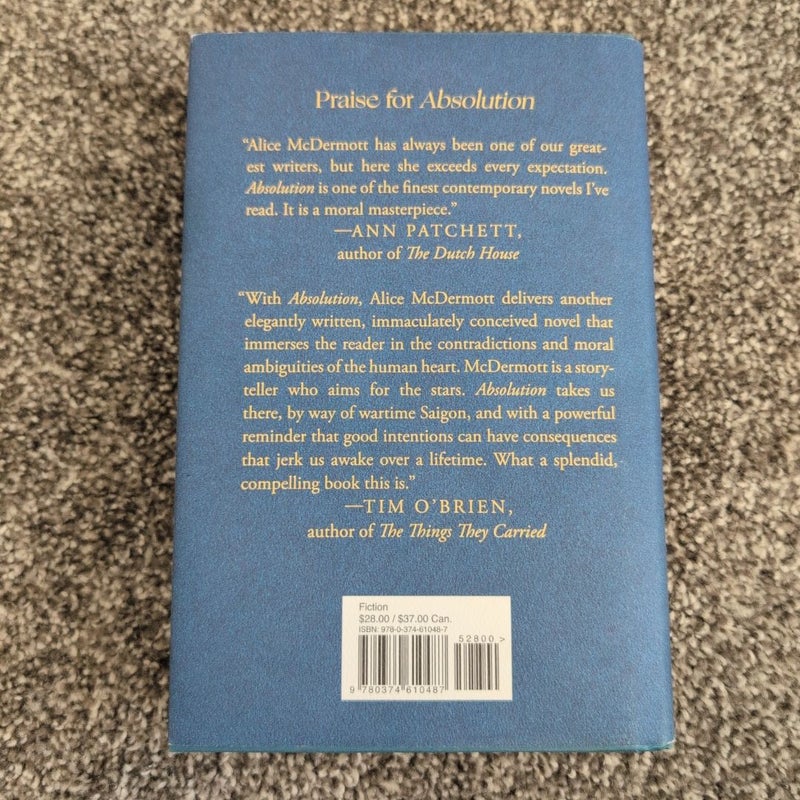 Praise for Absolution
“Alice McDermott has always been one of our great-
est writers, but here she exceeds every expectation.
Absolution is one of the finest contemporary novels I’ve
read. It is a moral masterpiece.”
—ANN PATCHETT,
author of The Dutch House
“With Absolution, Alice McDermott delivers another
elegantly written, immaculately conceived novel that
immerses the reader in the contradictions and moral
ambiguities of the human heart. McDermott is a story-
teller who aims for the stars. Absolution takes us
there, by way of wartime Saigon, and with a powerful
reminder that good intentions can have consequences
that jerk us awake over a lifetime. What a splendid,
compelling book this is.”
—TIM O’BRIEN,
author of The Things They Carried
Fiction
$28.00 / $37.00 Can.
ISBN: 978-0-374-61048-7
52800>
9 780374 610487